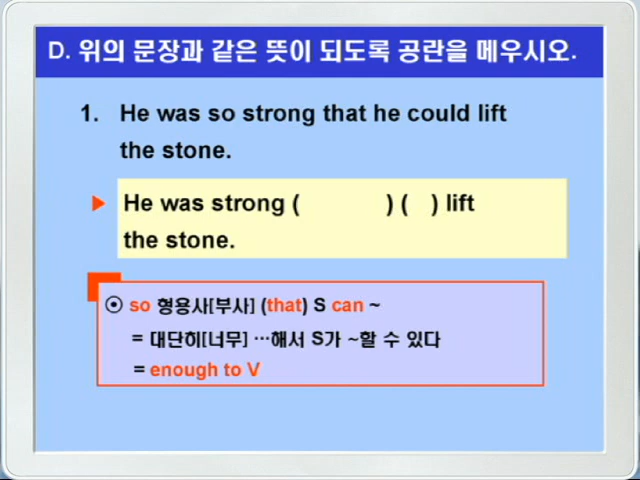 D. 위의 문장과 같은 뜻이 되도록 공란을 메우시오.
1. He was so strong that he could lift
the stone.
He was strong ( ) ( ) lift
the stone.
⊙ so 형용사[부사] (that) S can ~
= 대단히[너무] …해서 S가 ~할 수 있다
= enough to V